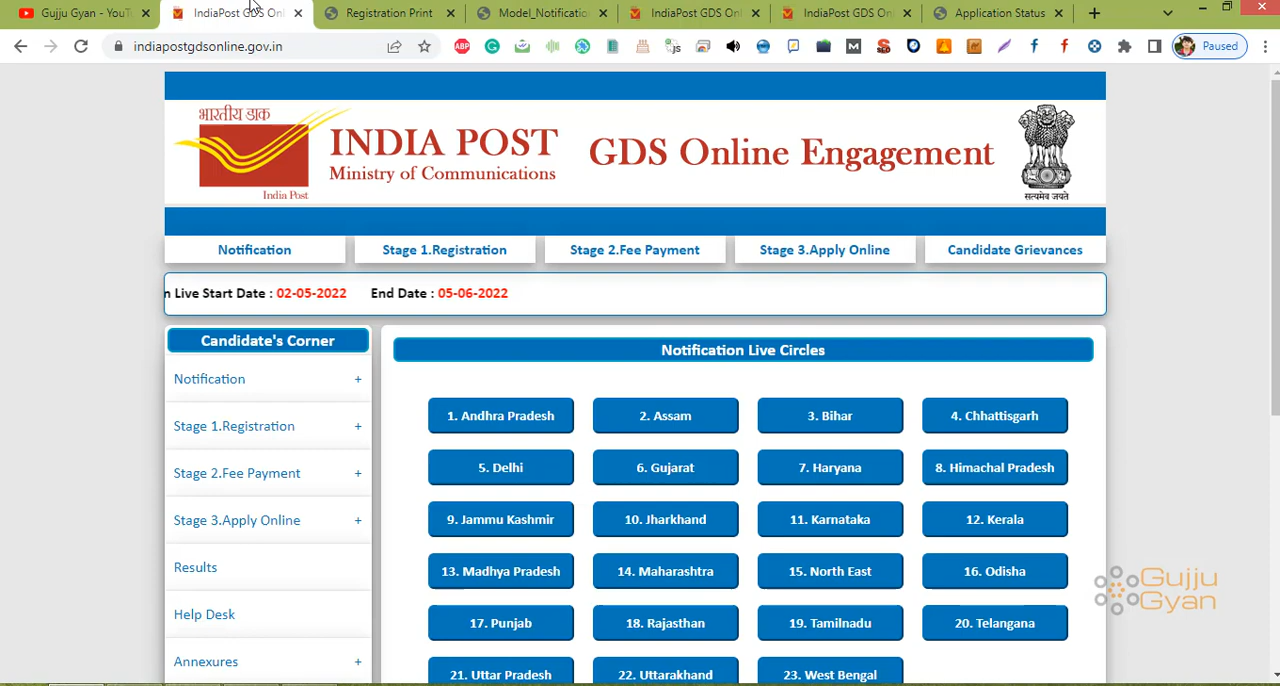 Gujju Gyan - YouT
IndiaPost GDS Onl
Registration Print
Model_Notificatio
IndiaPost GDS Onl
IndiaPost GDS Onl
Application Status
indiapostgdsonline.gov.in
ABP
Paused
भारतीय डाक
India Post
INDIA POST
Ministry of Communications
GDS Online Engagement
सत्यमेव जयते
Notification
Stage 1.Registration
Stage 2.Fee Payment
Stage 3.Apply Online
Candidate Grievances
n Live Start Date : 02-05-2022 End Date : 05-06-2022
Candidate's Corner
Notification +
Stage 1.Registration +
Stage 2.Fee Payment +
Stage 3.Apply Online +
Results
Help Desk
Annexures +
Notification Live Circles
1. Andhra Pradesh
2. Assam
3. Bihar
4. Chhattisgarh
5. Delhi
6. Gujarat
7. Haryana
8. Himachal Pradesh
9. Jammu Kashmir
10. Jharkhand
11. Karnataka
12. Kerala
13. Madhya Pradesh
14. Maharashtra
15. North East
16. Odisha
17. Punjab
18. Rajasthan
19. Tamilnadu
20. Telangana
21. Uttar Pradesh
22. Uttarakhand
23. West Bengal
Gujju
Gyan